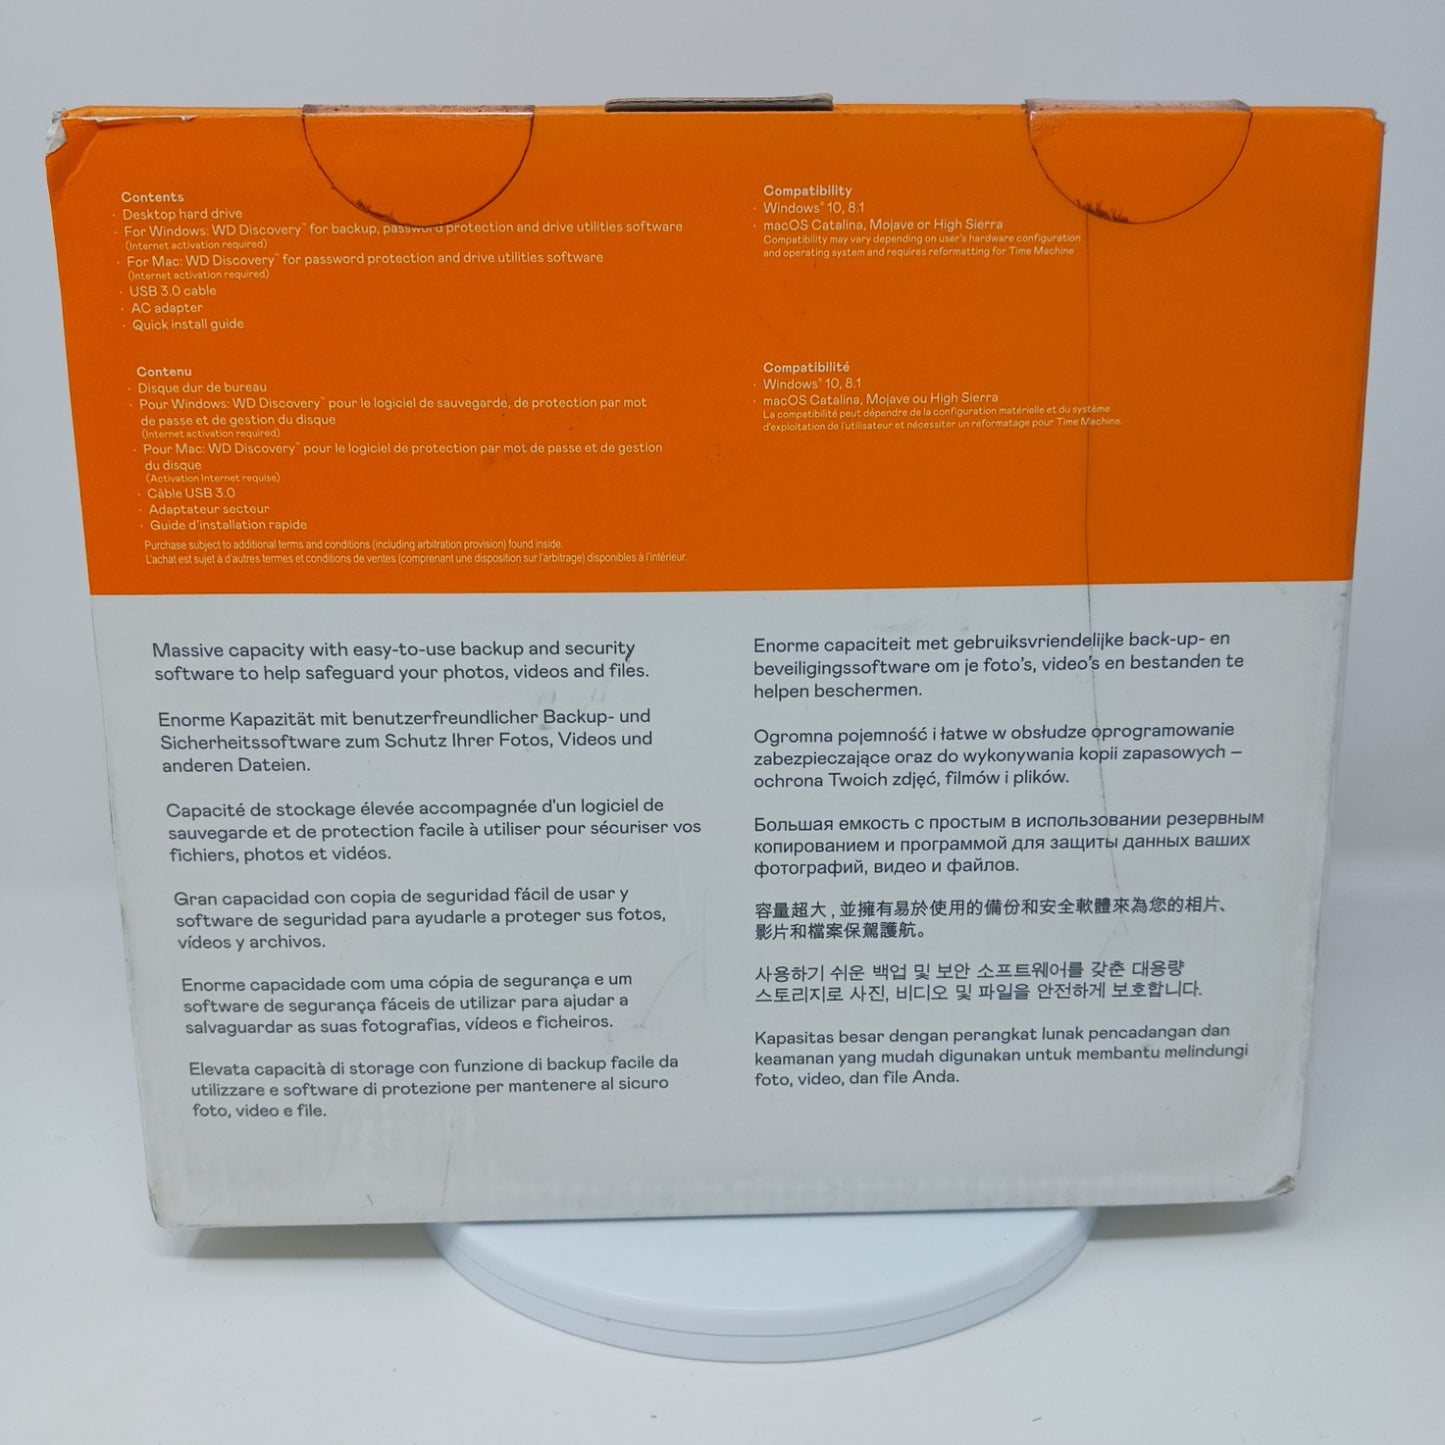 Contents
· Desktop hard drive
· For Windows: WD Discovery™ for backup, password protection and drive utilities software
(Internet activation required)
· For Mac: WD Discovery™ for password protection and drive utilities software
(Internet activation required)
· USB 3.0 cable
· AC adapter
· Quick install guide
Contenu
· Disque dur de bureau
· Pour Windows: WD Discovery™ pour le logiciel de sauvegarde, de protection par mot
de passe et de gestion du disque
(Internet activation required)
· Pour Mac: WD Discovery™ pour le logiciel de protection par mot de passe et de gestion
du disque
(Activation Internet requise)
· Câble USB 3.0
· Adaptateur secteur
· Guide d'installation rapide
Purchase subject to additional terms and conditions (including arbitration provision) found inside.
L'achat est sujet à d'autres termes et conditions de ventes (comprenant une disposition sur l'arbitrage) disponibles à l'intérieur.
Compatibility
· Windows® 10, 8.1
· macOS Catalina, Mojave or High Sierra
Compatibility may vary depending on user's hardware configuration
and operating system and requires reformatting for Time Machine
Compatibilité
· Windows® 10, 8.1
· macOS Catalina, Mojave ou High Sierra
La compatibilité peut dépendre de la configuration matérielle et du système
d'exploitation de l'utilisateur et nécessiter un reformatage pour Time Machine.
Massive capacity with easy-to-use backup and security
software to help safeguard your photos, videos and files.
Enorme Kapazität mit benutzerfreundlicher Backup- und
Sicherheitssoftware zum Schutz Ihrer Fotos, Videos und
anderen Dateien.
Capacité de stockage élevée accompagnée d'un logiciel de
sauvegarde et de protection facile à utiliser pour sécuriser vos
fichiers, photos et vidéos.
Gran capacidad con copia de seguridad fácil de usar y
software de seguridad para ayudarle a proteger sus fotos,
vídeos y archivos.
Enorme capacidade com uma cópia de segurança e um
software de segurança fáceis de utilizar para ajudar a
salvaguardar as suas fotografias, vídeos e ficheiros.
Elevata capacità di storage con funzione di backup facile da
utilizzare e software di protezione per mantenere al sicuro
foto, video e file.
Enorme capaciteit met gebruiksvriendelijke back-up- en
beveiligingssoftware om je foto's, video's en bestanden te
helpen beschermen.
Ogromna pojemność i łatwe w obsłudze oprogramowanie
zabezpieczające oraz do wykonywania kopii zapasowych –
ochrona Twoich zdjęć, filmów i plików.
Большая емкость с простым в использовании резервным
копированием и программой для защиты данных ваших
фотографий, видео и файлов.
容量超大,並擁有易於使用的備份和安全軟體來為您的相片、
影片和檔案保駕護航。
사용하기 쉬운 백업 및 보안 소프트웨어를 갖춘 대용량
스토리지로 사진, 비디오 및 파일을 안전하게 보호합니다.
Kapasitas besar dengan perangkat lunak pencadangan dan
keamanan yang mudah digunakan untuk membantu melindungi
foto, video, dan file Anda.